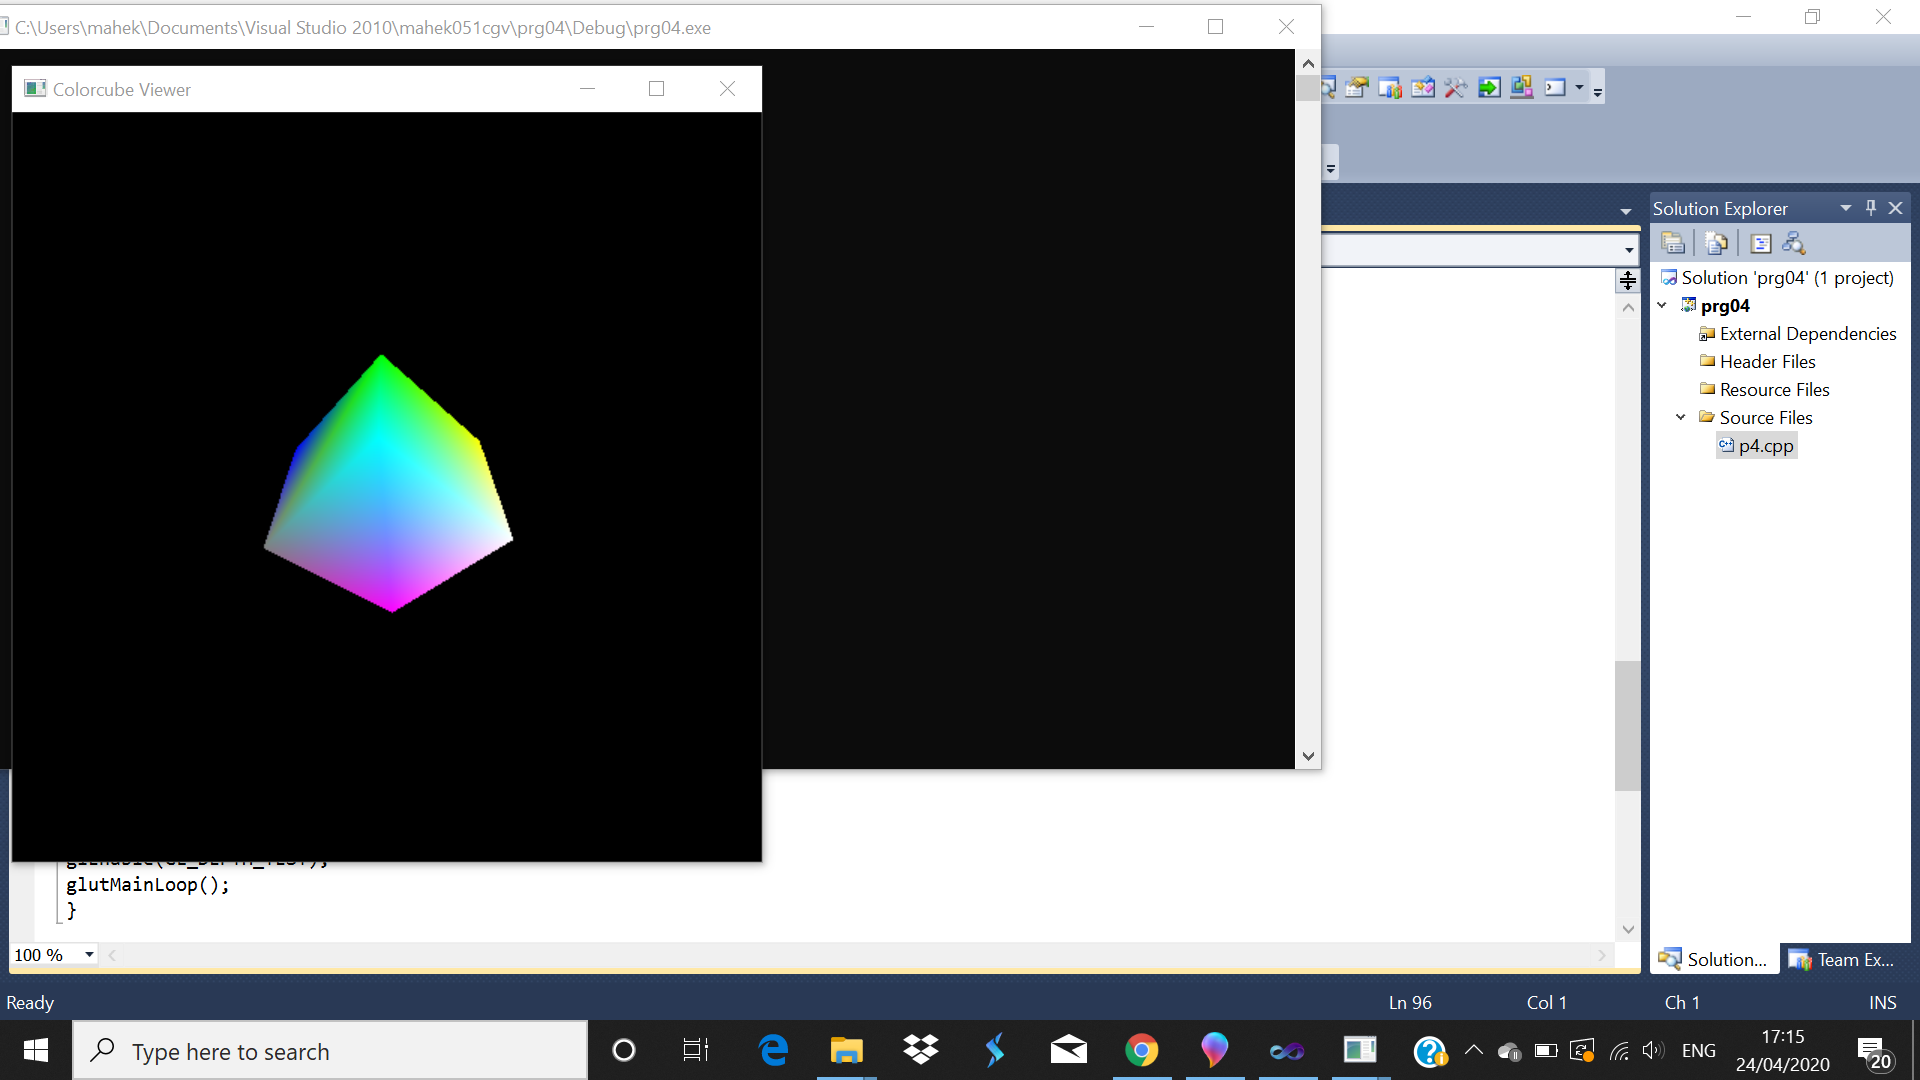 C:\Users\mahek\Documents\Visual Studio 2010\mahek051cgv\prg04\Debug\prg04.exe
Colorcube Viewer
Solution Explorer
Solution 'prg04' (1 project)
prg04
External Dependencies
Header Files
Resource Files
Source Files
p4.cpp
glutMainLoop();
}
100 %
Solution...
Team Ex...
Ready
Ln 96
Col 1
Ch 1
INS
Type here to search
ENG
17:15
24/04/2020
20